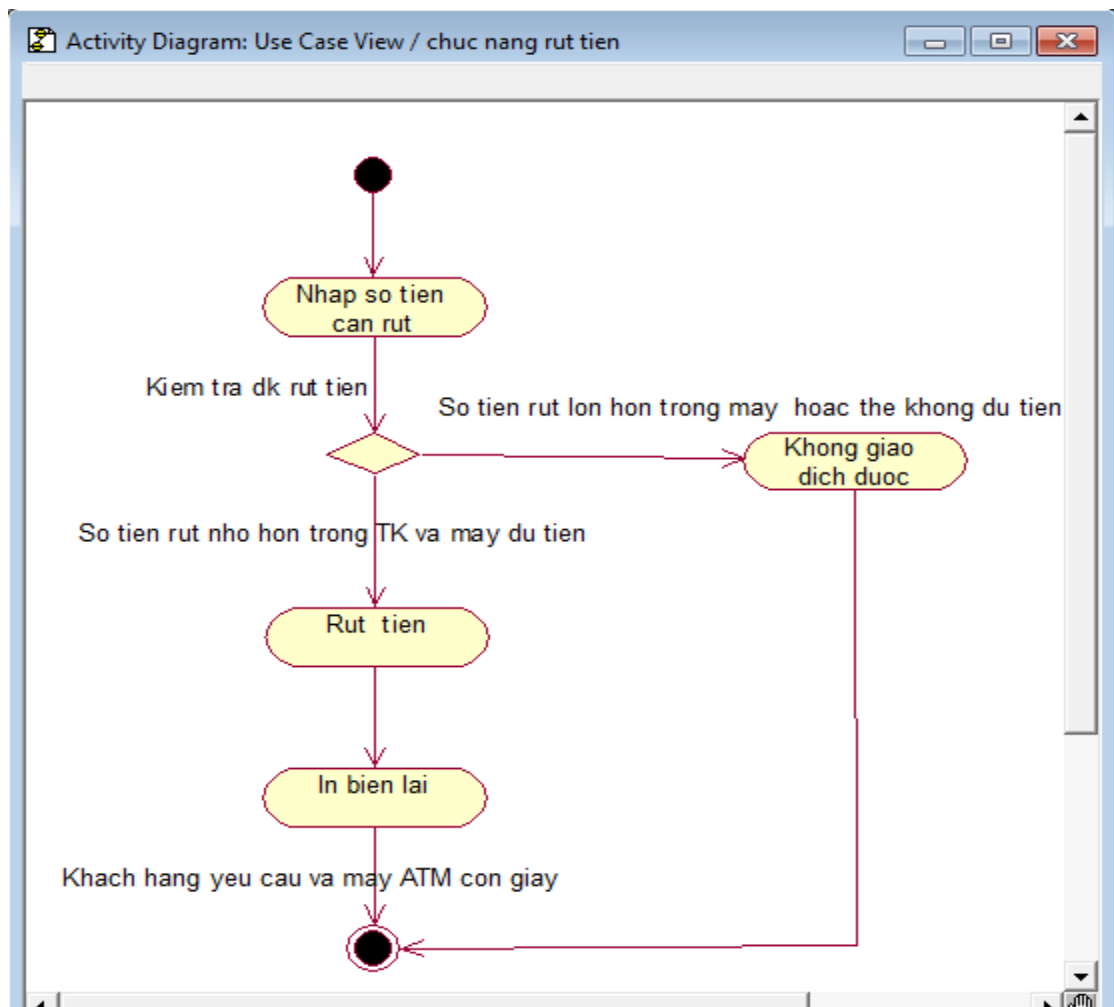 Activity Diagram: Use Case View / chuc nang rut tien
Nhap so tien
can rut
Kiem tra dk rut tien
So tien rut lon hon trong may hoac the khong du tien
Khong giao
dich duoc
So tien rut nho hon trong TK va may du tien
Rut tien
In bien lai
Khach hang yeu cau va may ATM con giay